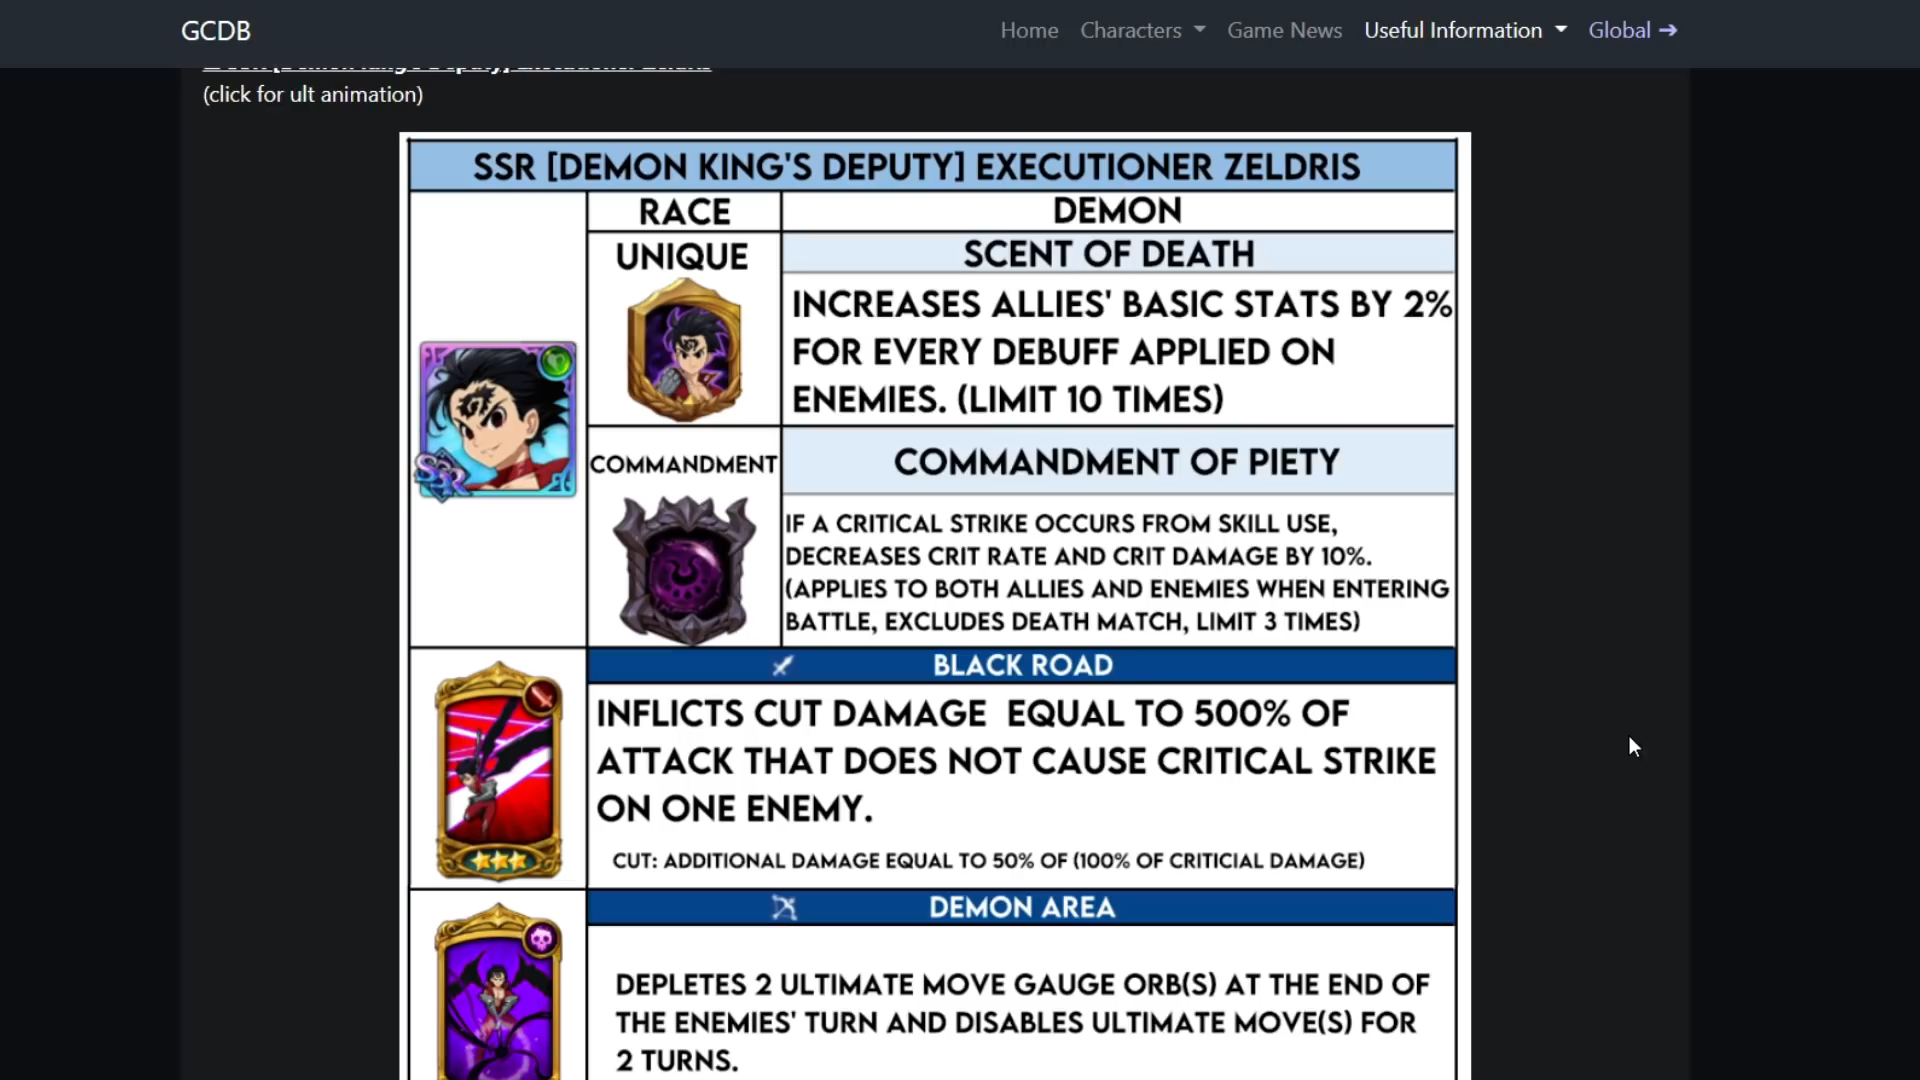 GCDB
Home Characters Game News Useful Information Global
(click for ult animation)
SSR [DEMON KING'S DEPUTY] EXECUTIONER ZELDRIS
RACE
DEMON
UNIQUE
SCENT OF DEATH
INCREASES ALLIES' BASIC STATS BY 2%
FOR EVERY DEBUFF APPLIED ON
ENEMIES. (LIMIT 10 TIMES)
SSR
COMMANDMENT
COMMANDMENT OF PIETY
IF A CRITICAL STRIKE OCCURS FROM SKILL USE,
DECREASES CRIT RATE AND CRIT DAMAGE BY 10%.
(APPLIES TO BOTH ALLIES AND ENEMIES WHEN ENTERING
BATTLE, EXCLUDES DEATH MATCH, LIMIT 3 TIMES)
BLACK ROAD
INFLICTS CUT DAMAGE EQUAL TO 500% OF
ATTACK THAT DOES NOT CAUSE CRITICAL STRIKE
ON ONE ENEMY.
CUT: ADDITIONAL DAMAGE EQUAL TO 50% OF (100% OF CRITICIAL DAMAGE)
DEMON AREA
DEPLETES 2 ULTIMATE MOVE GAUGE ORB(S) AT THE END OF
THE ENEMIES' TURN AND DISABLES ULTIMATE MOVE(S) FOR
2 TURNS.